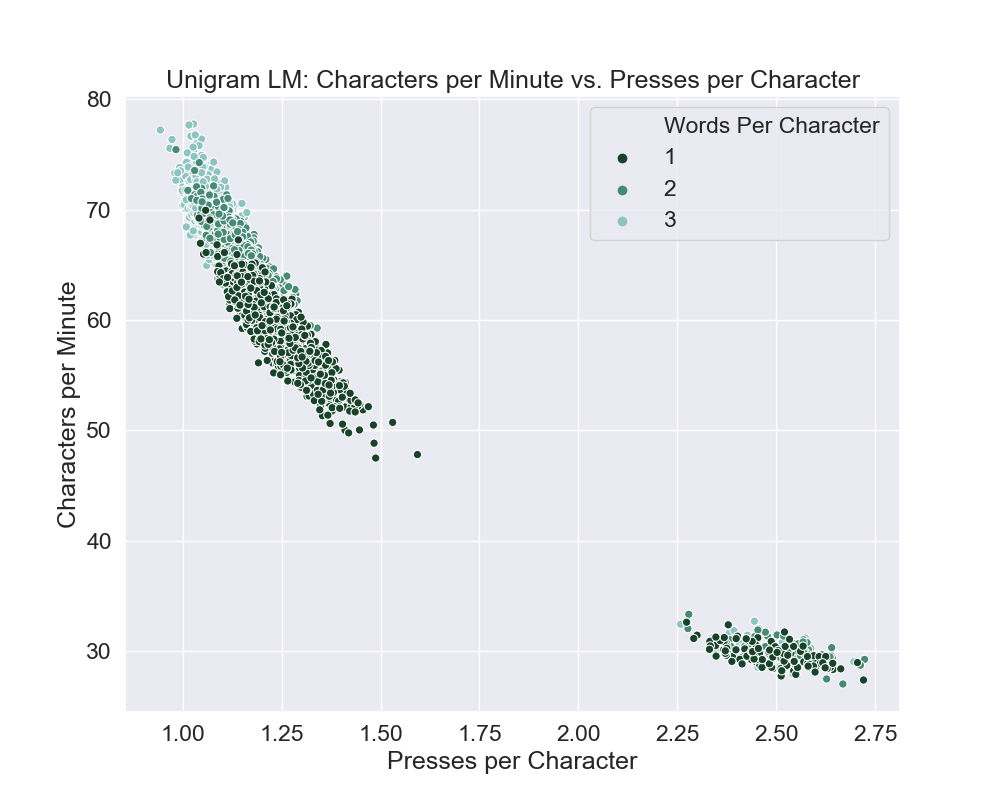 Unigram LM: Characters per Minute vs. Presses per Character
80
70
60
50
40
30
Characters per Minute
Words Per Character
1
2
3
1.00 1.25 1.50 1.75 2.00 2.25 2.50 2.75
Presses per Character